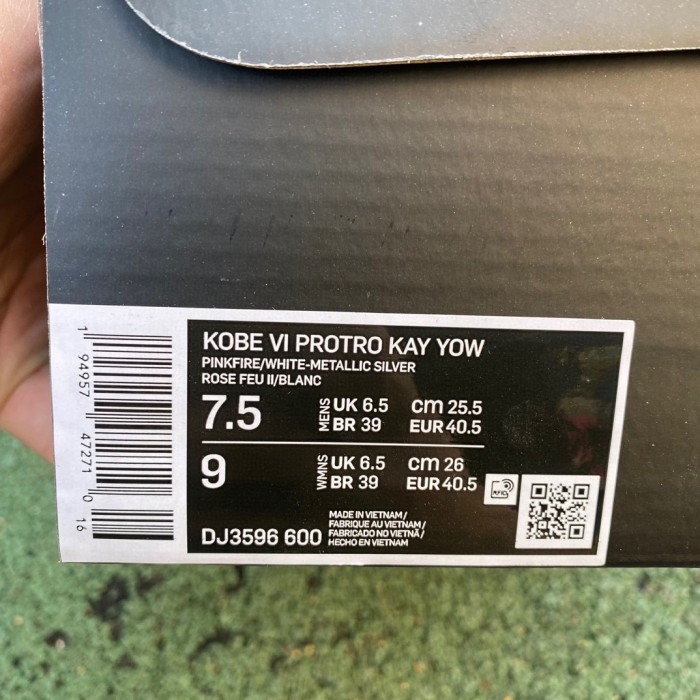 KOBE VI PROTRO KAY YOW
PINKFIRE/WHITE-METALLIC SILVER
ROSE FEU II/BLANC
7.5 MENS UK 6.5 cm 25.5
BR 39 EUR 40.5
9 WMNS UK 6.5 cm 26
BR 39 EUR 40.5
RFID
DJ3596 600
MADE IN VIETNAM/
FABRIQUE AU VIETNAM/
FABRICADO NO VIETNÃ/
HECHO EN VIETNAM
1 94957 47271 0 16